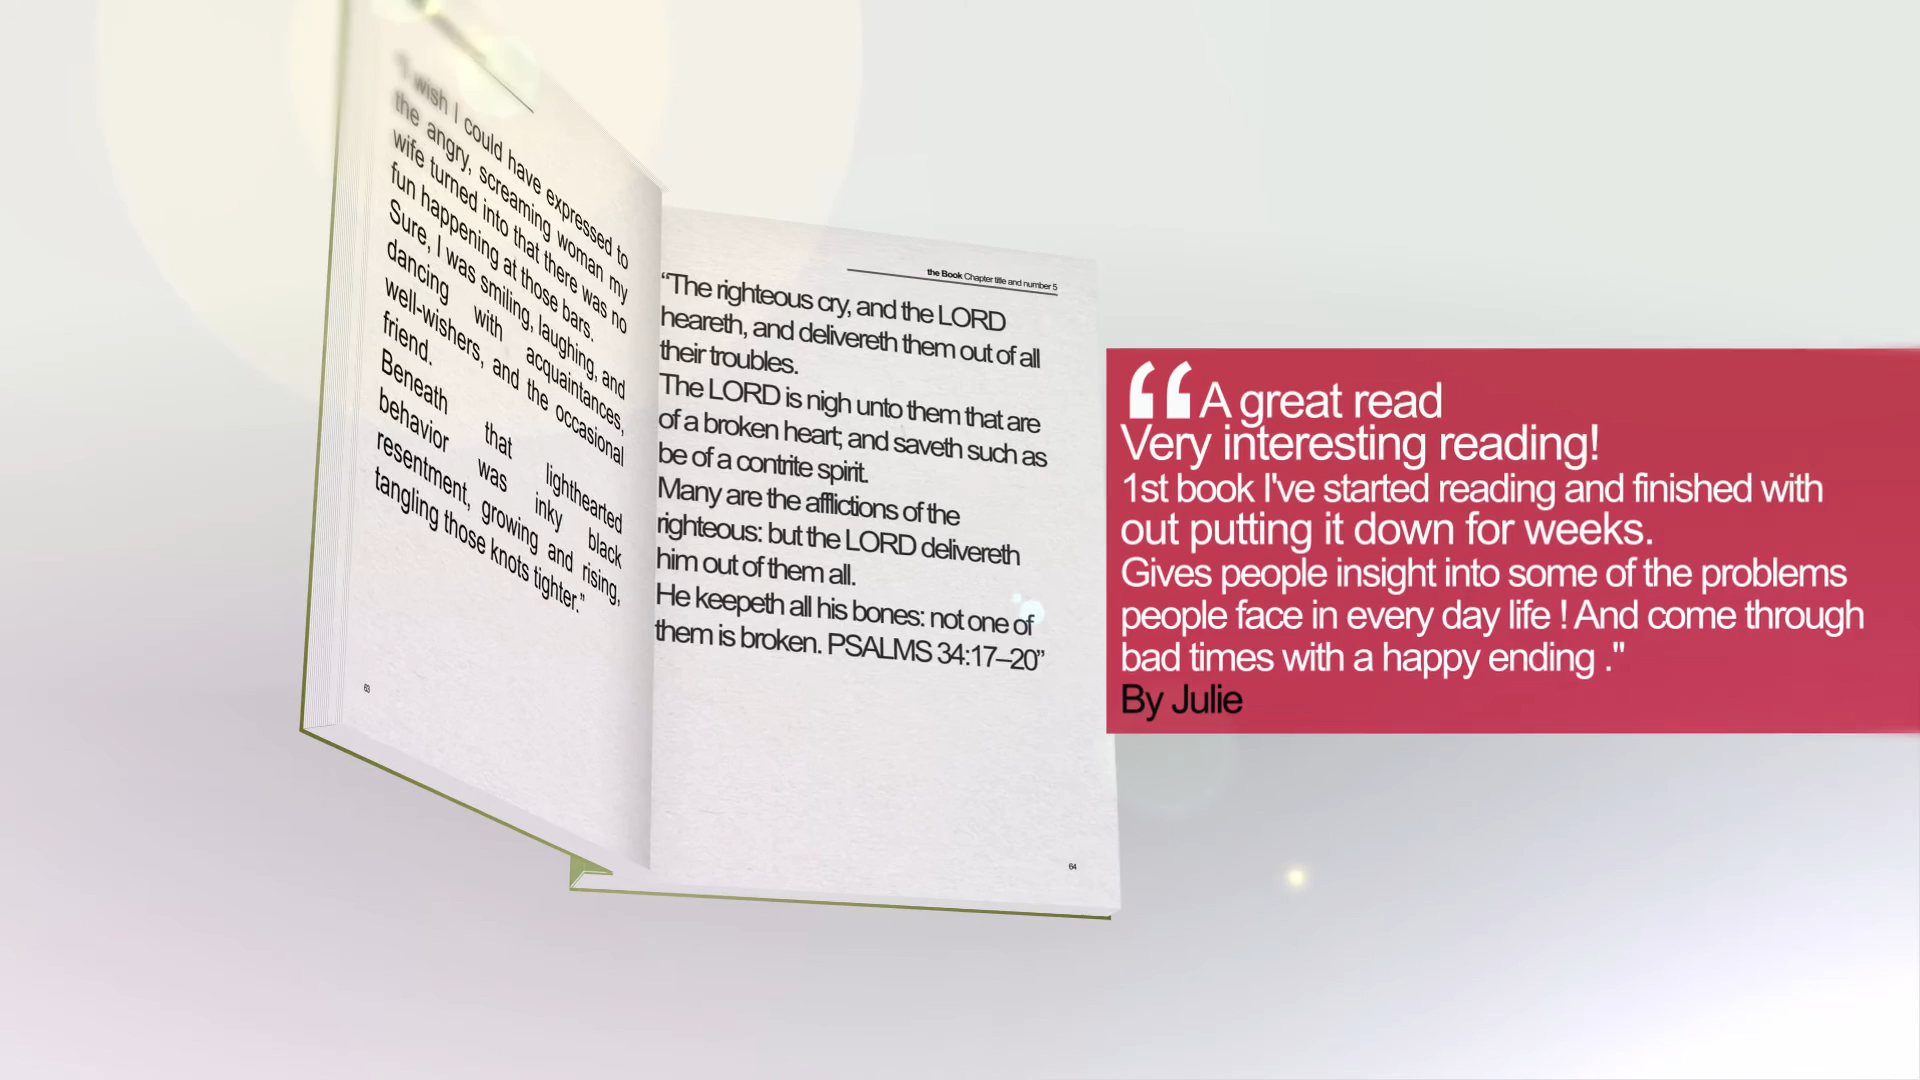 "I wish I could have expressed to
the angry, screaming woman my
wife turned into that there was no
fun happening at those bars.
Sure, I was smiling, laughing, and
dancing with acquaintances,
well-wishers, and the occasional
friend.
Beneath that lighthearted
behavior was inky black
resentment, growing and rising,
tangling those knots tighter.”
63
the Book Chapter title and number 5
“The righteous cry, and the LORD
heareth, and delivereth them out of all
their troubles.
The LORD is nigh unto them that are
of a broken heart; and saveth such as
be of a contrite spirit.
Many are the afflictions of the
righteous: but the LORD delivereth
him out of them all.
He keepeth all his bones: not one of
them is broken. PSALMS 34:17–20”
64
“A great read
Very interesting reading!
1st book I've started reading and finished with
out putting it down for weeks.
Gives people insight into some of the problems
people face in every day life ! And come through
bad times with a happy ending ."
By Julie